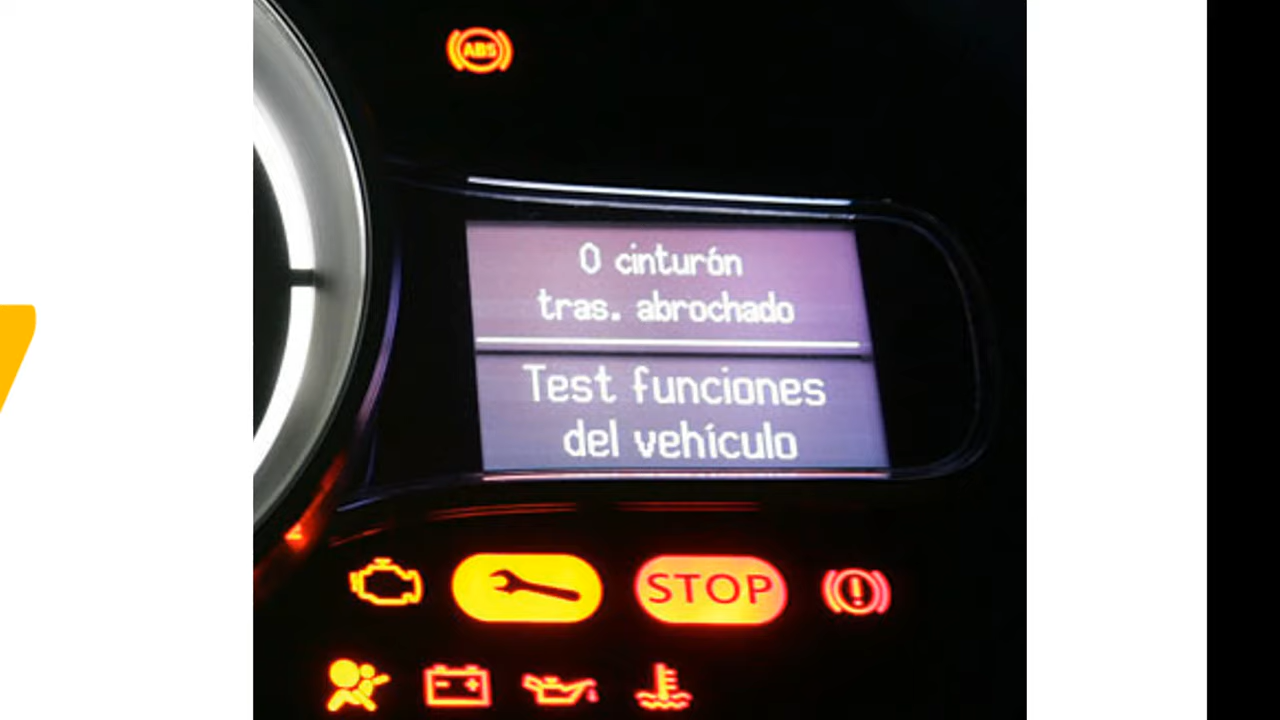 ABS
0 cinturón
tras. abrochado
Test funciones
del vehículo
STOP